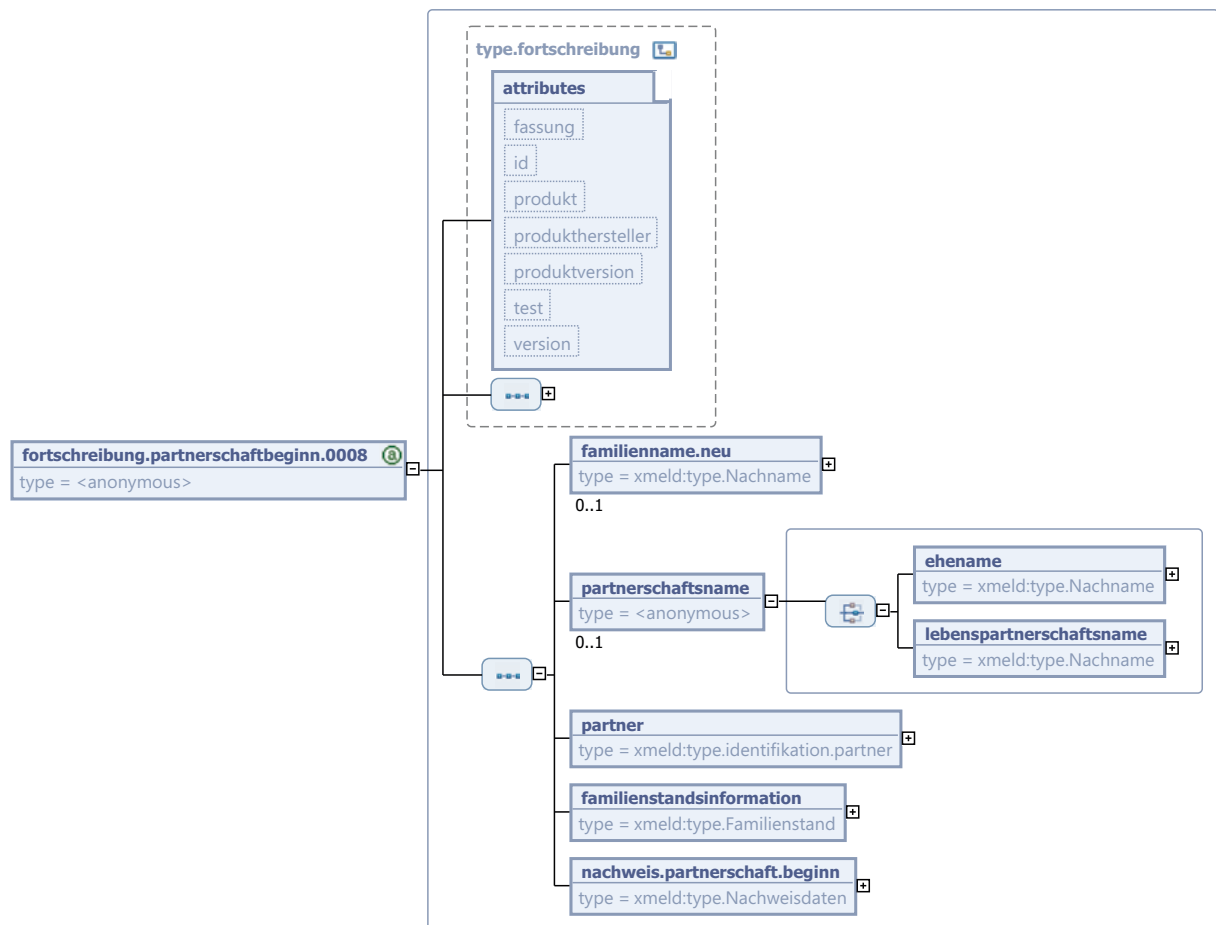 type.fortschreibung
attributes
fassung
id
produkt
produkthersteller
produktversion
test
version
fortschreibung.partnerschaftbeginn.0008 a
type = <anonymous>
familienname.neu
type = xmeld:type.Nachname
0..1
partnerschaftsname
type = <anonymous>
0..1
ehename
type = xmeld:type.Nachname
lebenspartnerschaftsname
type = xmeld:type.Nachname
partner
type = xmeld:type.identifikation.partner
familienstandsinformation
type = xmeld:type.Familienstand
nachweis.partnerschaft.beginn
type = xmeld:type.Nachweisdaten